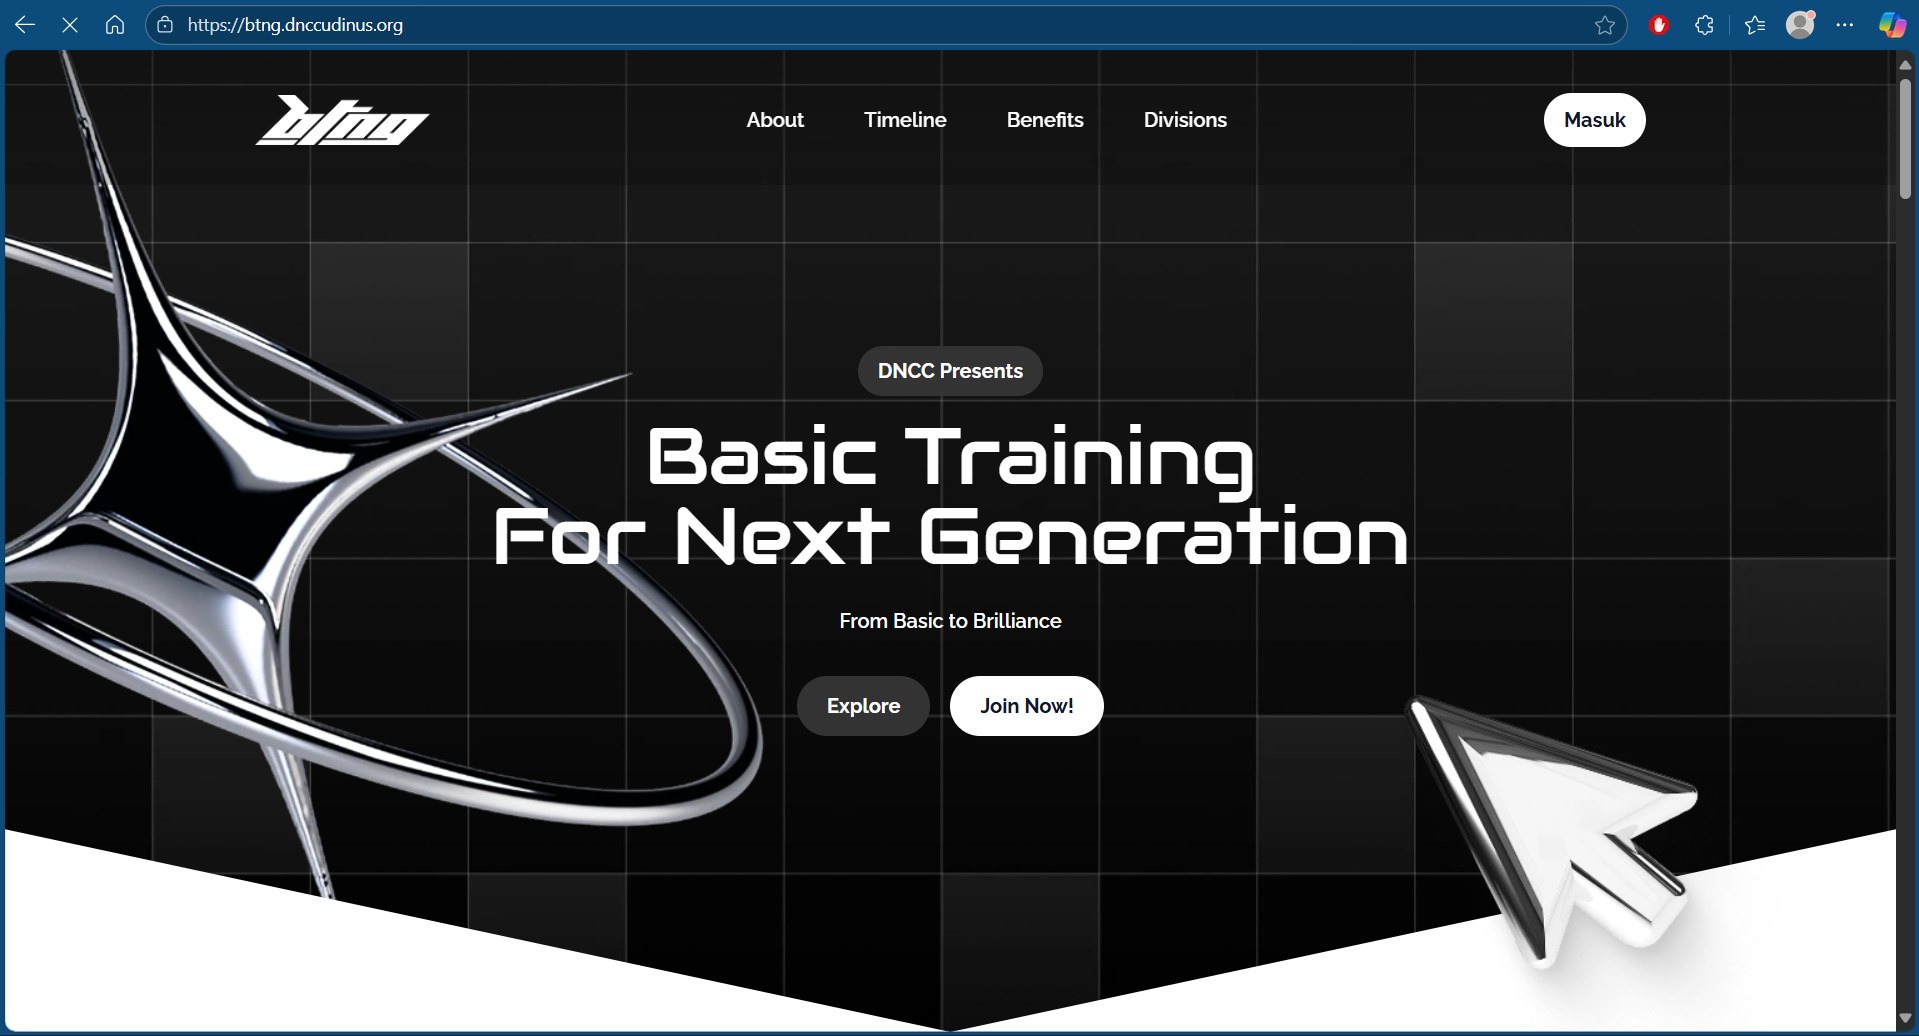 https://btng.dnccudinus.org
btng
About
Timeline
Benefits
Divisions
Masuk
DNCC Presents
Basic Training
For Next Generation
From Basic to Brilliance
Explore
Join Now!